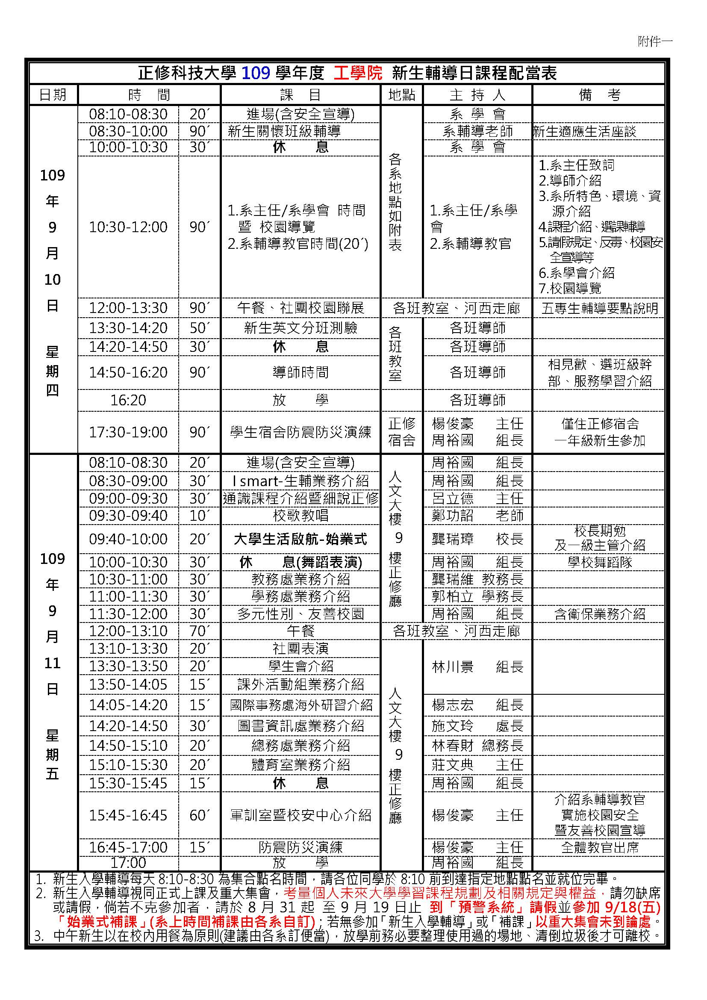 附件一
正修科技大學 109 學年度 工學院 新生輔導日課程配當表
日期 時 間 課 目 地點 主 持 人 備 考
109
年
9
月
10
日
星
期
四
各系地點如附表
08:10-08:30 20´ 進場(含安全宣導) 系 學 會
08:30-10:00 90´ 新生關懷班級輔導 系輔導老師 新生適應生活座談
10:00-10:30 30´ 休 息 系 學 會
10:30-12:00 90´
1.系主任/系學會 時間
暨 校園導覽
2.系輔導教官時間(20´)
1.系主任/系學
會
2.系輔導教官
1.系主任致詞
2.導師介紹
3.系所特色、環境、資
源介紹
4.課程介紹、選課輔導
5.請假規定、反毒、校園安
全宣導等
6.系學會介紹
7.校園導覽
12:00-13:30 90´ 午餐、社團校園聯展 各班教室、河西走廊 五專生輔導要點說明
各班教室
13:30-14:20 50´ 新生英文分班測驗 各班導師
14:20-14:50 30´ 休 息 各班導師
14:50-16:20 90´ 導師時間 各班導師
相見歡、選班級幹
部、服務學習介紹
16:20 放 學 各班導師
17:30-19:00 90´ 學生宿舍防震防災演練
正修
宿舍
楊俊豪 主任
周裕國 組長
僅住正修宿舍
一年級新生參加
109
年
9
月
11
日
星
期
五
人文大樓 9 樓正修廳
08:10-08:30 20´ 進場(含安全宣導) 周裕國 組長
08:30-09:00 30´ I smart-生輔業務介紹 周裕國 組長
09:00-09:30 30´ 通識課程介紹暨細說正修 呂立德 主任
09:30-09:40 10´ 校歌教唱 鄭功詔 老師
09:40-10:00 20´ 大學生活啟航-始業式 龔瑞璋 校長
校長期勉
及一級主管介紹
10:00-10:30 30´ 休 息(舞蹈表演) 周裕國 組長 學校舞蹈隊
10:30-11:00 30´ 教務處業務介紹 龔瑞維 教務長
11:00-11:30 30´ 學務處業務介紹 郭柏立 學務長
11:30-12:00 30´ 多元性別、友善校園 周裕國 組長 含衛保業務介紹
12:00-13:10 70´ 午餐 各班教室、河西走廊
人文大樓 9 樓正修廳
13:10-13:30 20´ 社團表演
13:30-13:50 20´ 學生會介紹 林川景 組長
13:50-14:05 15´ 課外活動組業務介紹
14:05-14:20 15´ 國際事務處海外研習介紹 楊志宏 組長
14:20-14:50 30´ 圖書資訊處業務介紹 施文玲 處長
14:50-15:10 20´ 總務處業務介紹 林春財 總務長
15:10-15:30 20´ 體育室業務介紹 莊文典 主任
15:30-15:45 15´ 休 息 周裕國 組長
15:45-16:45 60´ 軍訓室暨校安中心介紹 楊俊豪 主任
介紹系輔導教官
實施校園安全
暨友善校園宣導
16:45-17:00 15´ 防震防災演練 楊俊豪 主任 全體教官出席
17:00 放 學 周裕國 組長
1. 新生入學輔導每天 8:10-8:30 為集合點名時間，請各位同學於 8:10 前到達指定地點點名並就位完畢。
2. 新生入學輔導視同正式上課及重大集會，考量個人未來大學學習課程規劃及相關規定與權益，請勿缺席
或請假，倘若不克參加者，請於 8 月 31 起 至 9 月 19 日止 到「預警系統」請假並參加 9/18(五)
「始業式補課」(系上時間補課由各系自訂)；若無參加「新生入學輔導」或「補課」以重大集會未到論處。
3. 中午新生以在校內用餐為原則(建議由各系訂便當)，放學前務必要整理使用過的場地、清倒垃圾後才可離校。